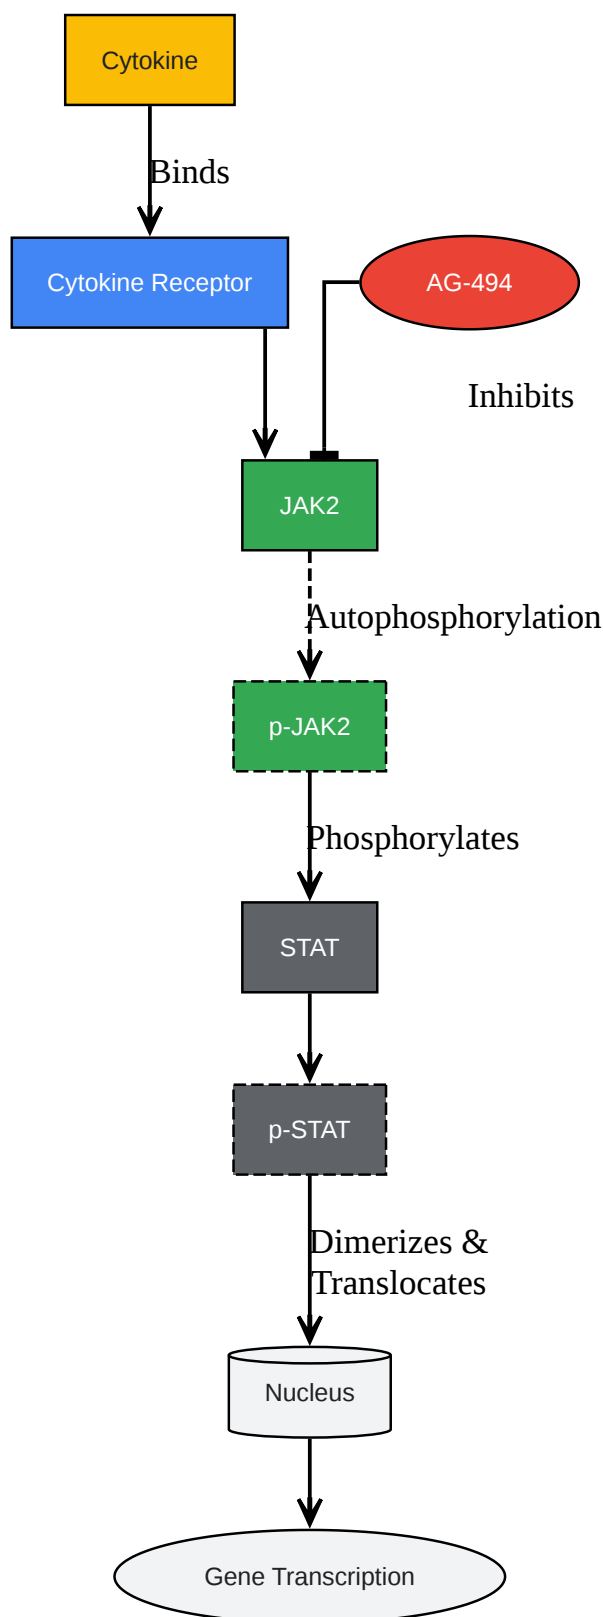 Cytokine
Binds
Cytokine Receptor
AG-494
Inhibits
JAK2
Autophosphorylation
p-JAK2
Phosphorylates
STAT
p-STAT
Dimerizes &
Translocates
Nucleus
Gene Transcription